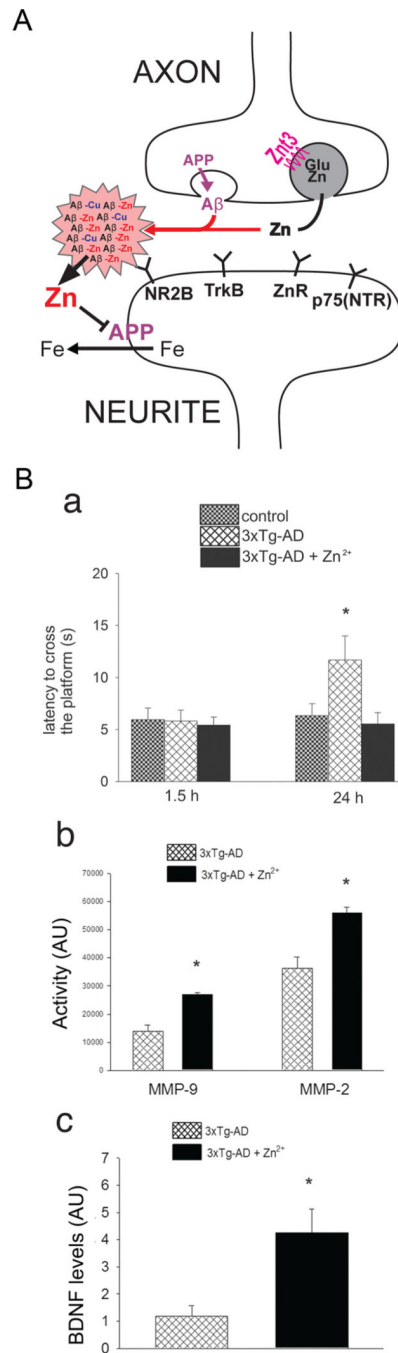 A
AXON
Znt3
APP
Glu
Zn
Aβ
Aβ-Cu Aβ-Zn
Aβ-Zn Aβ-Cu
Aβ-Zn Aβ-Zn
Aβ-Cu Aβ-Zn
Aβ-Zn Aβ-Zn
Aβ-Zn
Zn
Zn
NR2B
TrkB
ZnR
p75(NTR)
APP
Fe
Fe
NEURITE
B
a
control
3xTg-AD
3xTg-AD + Zn²⁺
latency to cross
the platform (s)
20
15
10
5
0
*
1.5 h
24 h
b
3xTg-AD
3xTg-AD + Zn²⁺
Activity (AU)
70000
60000
50000
40000
30000
20000
10000
0
*
*
MMP-9
MMP-2
c
3xTg-AD
3xTg-AD + Zn²⁺
BDNF levels (AU)
7
6
5
4
3
2
1
0
*